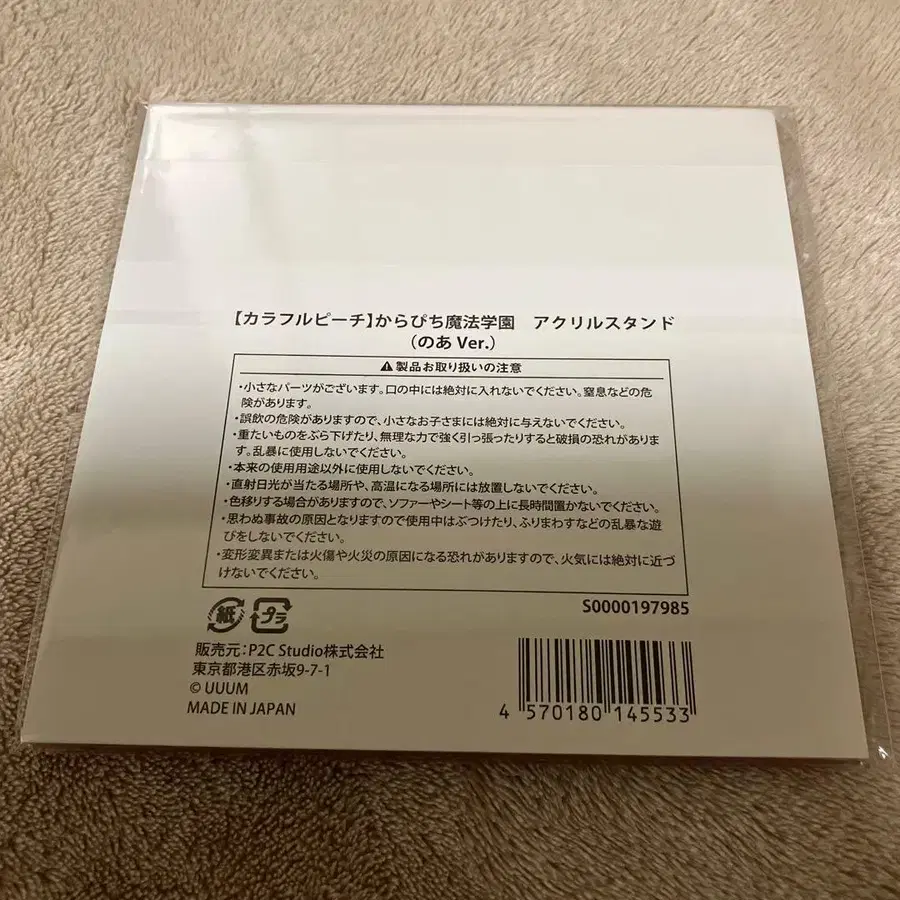 【カラフルピーチ】からぴち魔法学園　アクリルスタンド
（のあ Ver.）
⚠製品お取り扱いの注意
・小さなパーツがございます。口の中には絶対に入れないでください。窒息などの危
険があります。
・誤飲の危険がありますので、小さなお子さまには絶対に与えないでください。
・重たいものをぶら下げたり、無理な力で強く引っ張ったりすると破損の恐れがありま
す。乱暴に使用しないでください。
・本来の使用用途以外に使用しないでください。
・直射日光が当たる場所や、高温になる場所には放置しないでください。
・色移りする場合がありますので、ソファーやシート等の上に長時間置かないでください。
・思わぬ事故の原因となりますので使用中はぶつけたり、ふりまわすなどの乱暴な遊
びをしないでください。
・変形変異または火傷や火災の原因になる恐れがありますので、火気には絶対に近づ
けないでください。
S0000197985
紙 プラ
販売元：P2C Studio株式会社
東京都港区赤坂9-7-1
© UUUM
MADE IN JAPAN
4 570180 145533